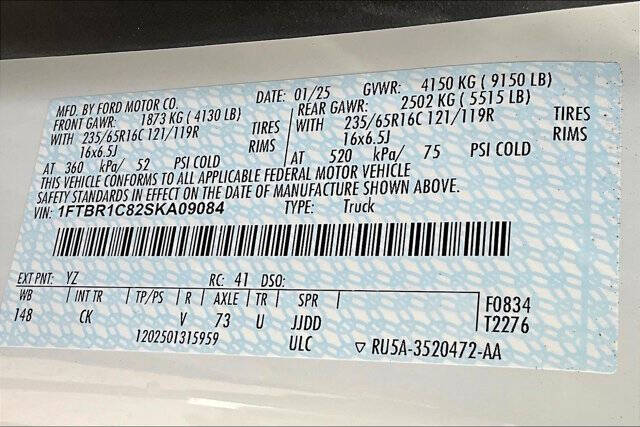 MFD. BY FORD MOTOR CO. DATE: 01/25 GVWR: 4150 KG ( 9150 LB)
FRONT GAWR: 1873 KG ( 4130 LB) REAR GAWR: 2502 KG ( 5515 LB)
WITH 235/65R16C 121/119R TIRES WITH 235/65R16C 121/119R TIRES
16x6.5J RIMS 16x6.5J RIMS
AT 360 kPa/ 52 PSI COLD AT 520 kPa/ 75 PSI COLD
THIS VEHICLE CONFORMS TO ALL APPLICABLE FEDERAL MOTOR VEHICLE
SAFETY STANDARDS IN EFFECT ON THE DATE OF MANUFACTURE SHOWN ABOVE.
VIN: 1FTBR1C82SKA09084 TYPE: Truck
EXT PNT: YZ RC: 41 DSO:
WB INT TR TP/PS R AXLE TR SPR F0834
148 CK V 73 U JJDD T2276
1202501315959 ULC ▽ RU5A-3520472-AA